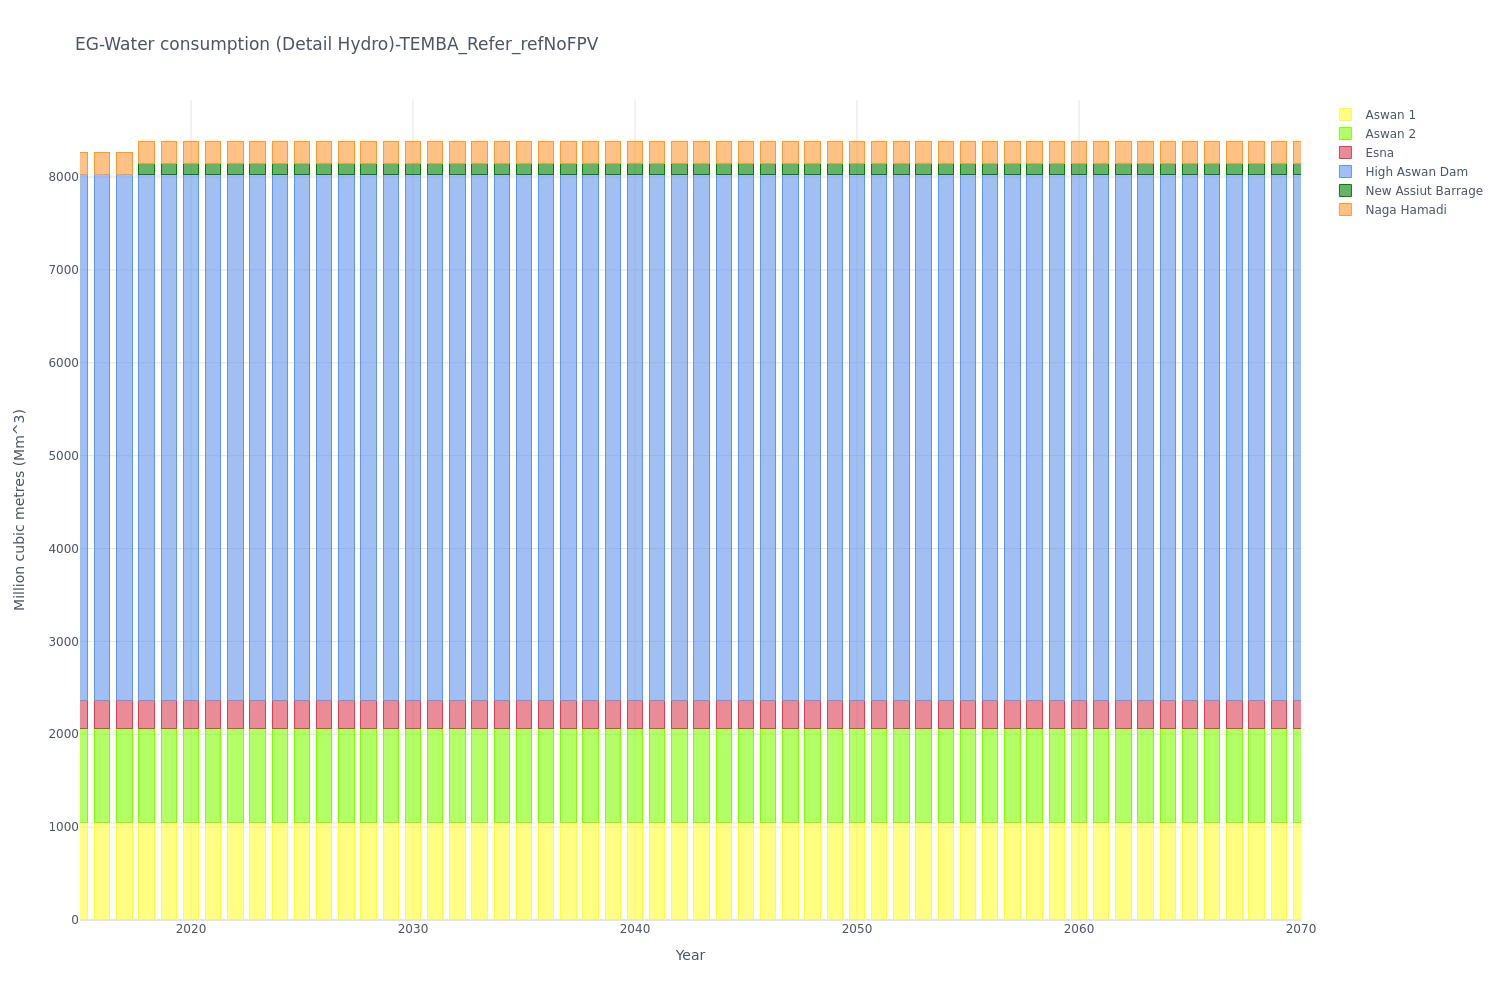 EG-Water consumption (Detail Hydro)-TEMBA_Refer_refNoFPV
Aswan 1
Aswan 2
Esna
High Aswan Dam
New Assiut Barrage
Naga Hamadi
8000
7000
6000
5000
4000
3000
2000
1000
0
Million cubic metres (Mm^3)
2020
2030
2040
2050
2060
2070
Year